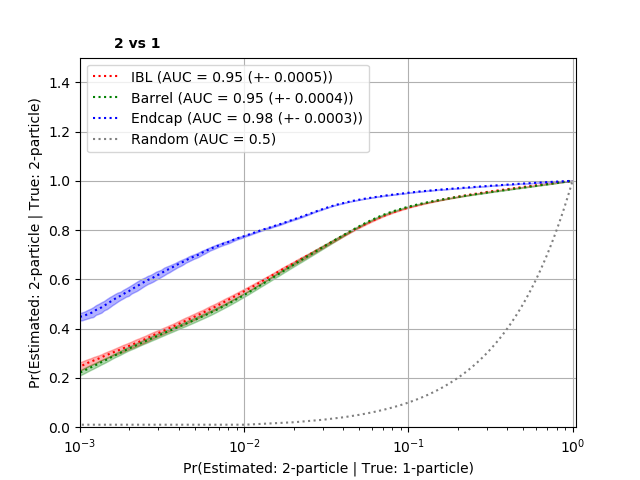 2 vs 1
IBL (AUC = 0.95 (+- 0.0005))
Barrel (AUC = 0.95 (+- 0.0004))
Endcap (AUC = 0.98 (+- 0.0003))
Random (AUC = 0.5)
Pr(Estimated: 2-particle | True: 2-particle)
1.4
1.2
1.0
0.8
0.6
0.4
0.2
0.0
10⁻³ 10⁻² 10⁻¹ 10⁰
Pr(Estimated: 2-particle | True: 1-particle)